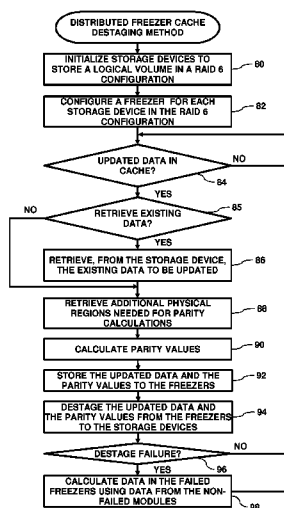 DISTRIBUTED FREEZER CACHE
DESTAGING METHOD
INITIALIZE STORAGE DEVICES TO
STORE A LOGICAL VOLUME IN A RAID 6
CONFIGURATION
80
CONFIGURE A FREEZER FOR EACH
STORAGE DEVICE IN THE RAID 6
CONFIGURATION
82
UPDATED DATA IN
CACHE?
NO
84
YES
85
NO
RETRIEVE EXISTING
DATA?
YES
RETRIEVE, FROM THE STORAGE DEVICE,
THE EXISTING DATA TO BE UPDATED
86
RETRIEVE ADDITIONAL PHYSICAL
REGIONS NEEDED FOR PARITY
CALCULATIONS
88
CALCULATE PARITY VALUES
90
STORE THE UPDATED DATA AND THE
PARITY VALUES TO THE FREEZERS
92
DESTAGE THE UPDATED DATA AND
THE PARITY VALUES FROM THE FREEZERS
TO THE STORAGE DEVICES
94
DESTAGE FAILURE?
NO
96
YES
CALCULATE DATA IN THE FAILED
FREEZERS USING DATA FROM THE NON-
FAILED MODULES